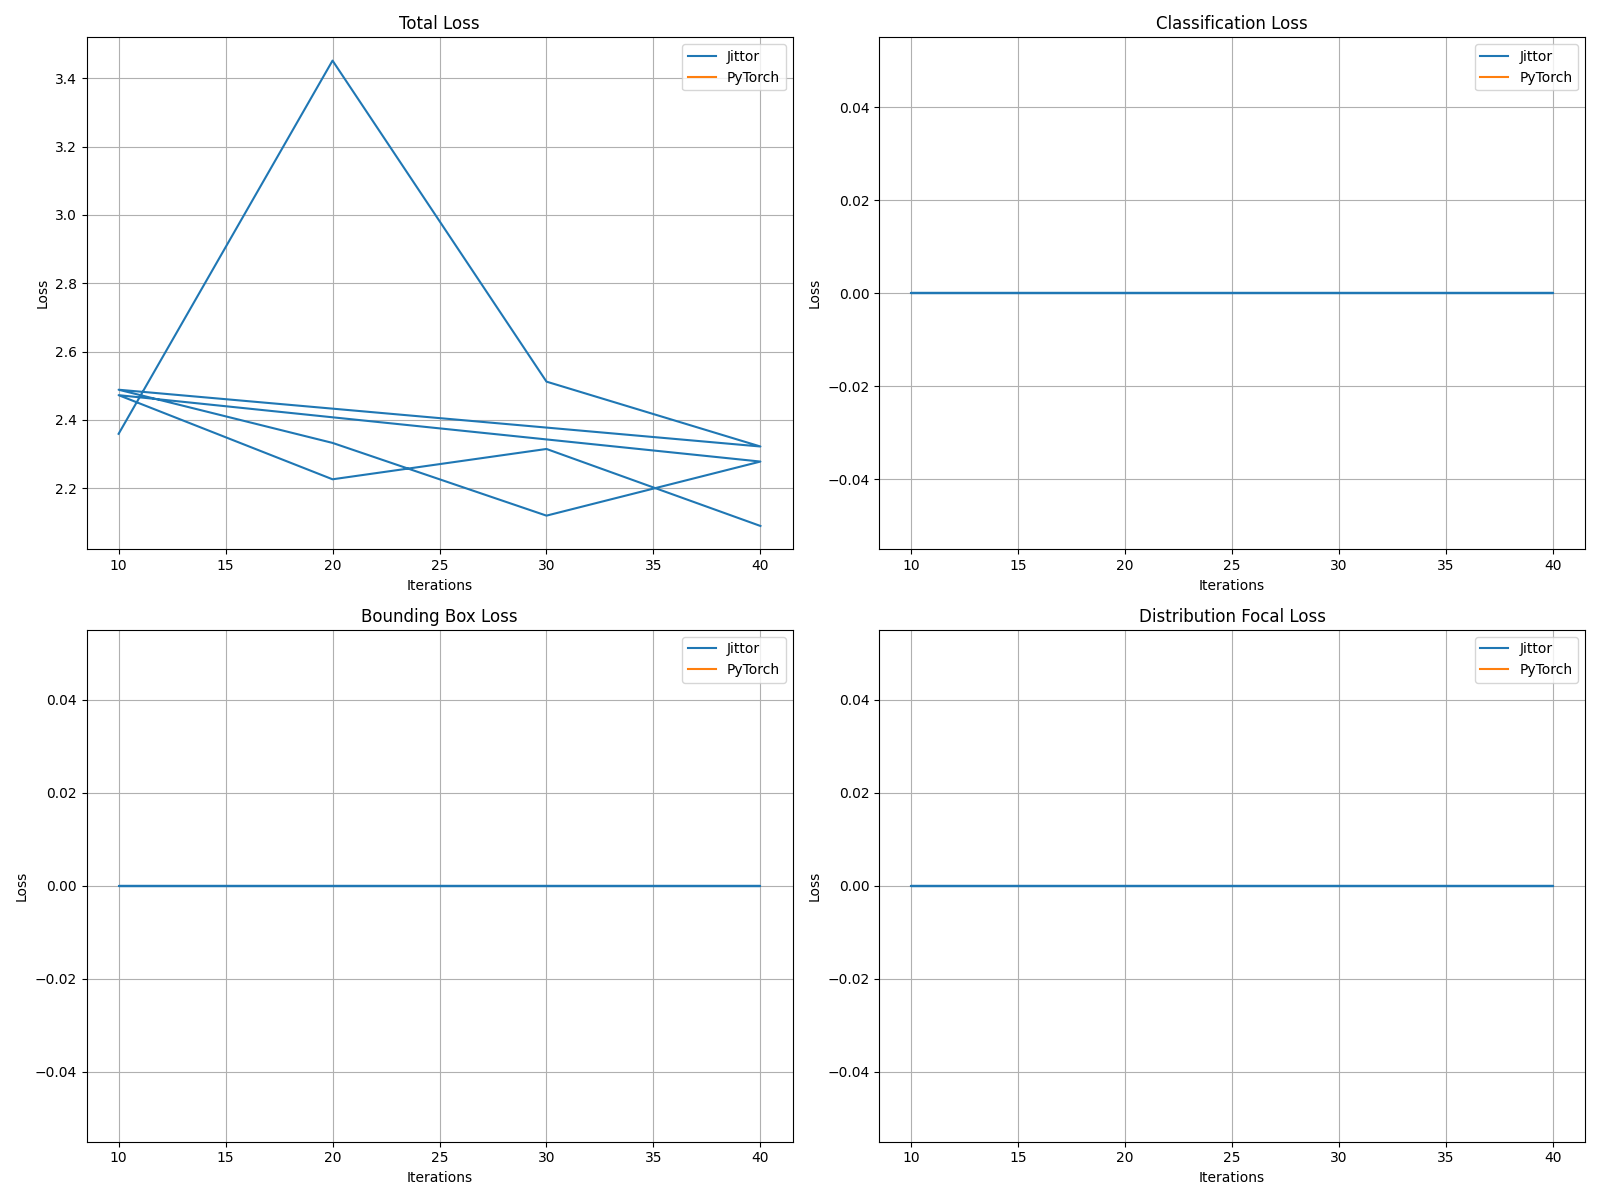 Total Loss
Jittor
PyTorch
3.4
3.2
3.0
2.8
2.6
2.4
2.2
Loss
10 15 20 25 30 35 40
Iterations
Classification Loss
Jittor
PyTorch
0.04
0.02
0.00
−0.02
−0.04
Loss
10 15 20 25 30 35 40
Iterations
Bounding Box Loss
Jittor
PyTorch
0.04
0.02
0.00
−0.02
−0.04
Loss
10 15 20 25 30 35 40
Iterations
Distribution Focal Loss
Jittor
PyTorch
0.04
0.02
0.00
−0.02
−0.04
Loss
10 15 20 25 30 35 40
Iterations